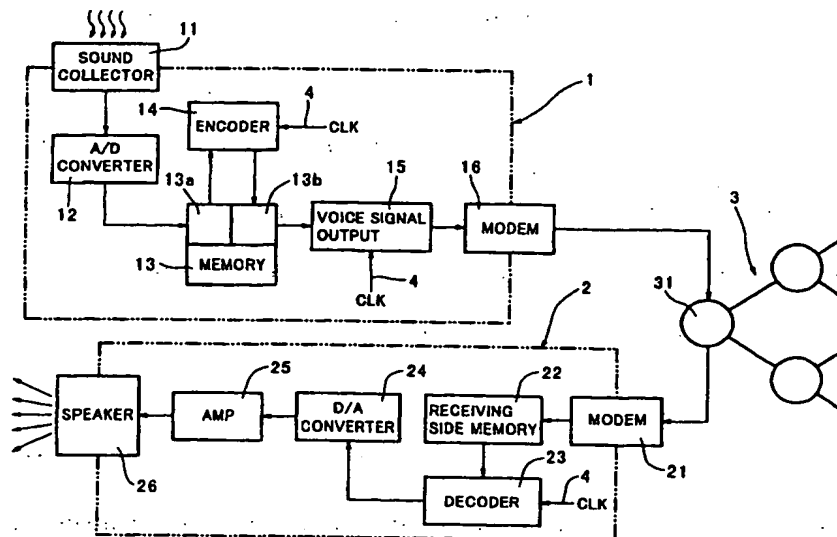 11
SOUND
COLLECTOR
1
14
ENCODER
4
CLK
A/D
CONVERTER
12
13a
13b
15
16
VOICE SIGNAL
OUTPUT
MODEM
13
MEMORY
4
CLK
3
31
2
25
24
22
SPEAKER
AMP
D/A
CONVERTER
RECEIVING
SIDE MEMORY
MODEM
21
26
23
DECODER
4
CLK